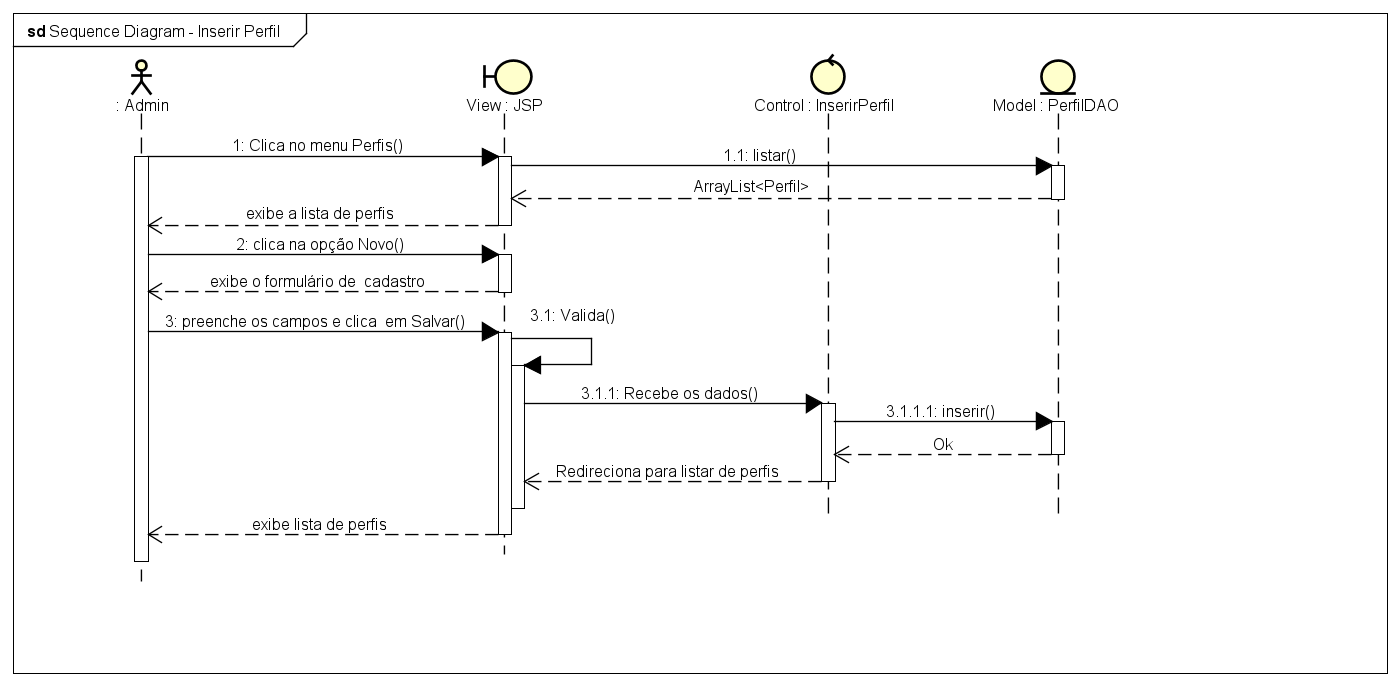 sd Sequence Diagram - Inserir Perfil
: Admin
View : JSP
Control : InserirPerfil
Model : PerfilDAO
1: Clica no menu Perfis()
1.1: listar()
ArrayList<Perfil>
exibe a lista de perfis
2: clica na opção Novo()
exibe o formulário de cadastro
3: preenche os campos e clica em Salvar()
3.1: Valida()
3.1.1: Recebe os dados()
3.1.1.1: inserir()
Ok
Redireciona para listar de perfis
exibe lista de perfis